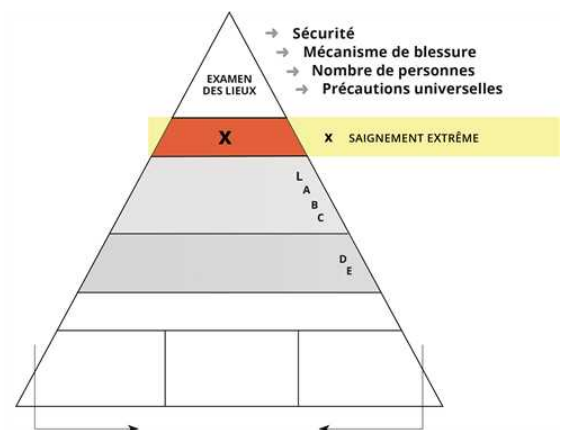 Sécurité
Mécanisme de blessure
Nombre de personnes
Précautions universelles
EXAMEN
DES LIEUX
X
X SAIGNEMENT EXTRÊME
L
A
B
C
D
E